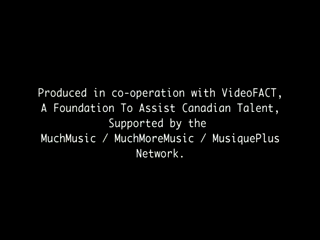 Produced in co-operation with VideoFACT,
A Foundation To Assist Canadian Talent,
Supported by the
MuchMusic / MuchMoreMusic / MusiquePlus
Network.